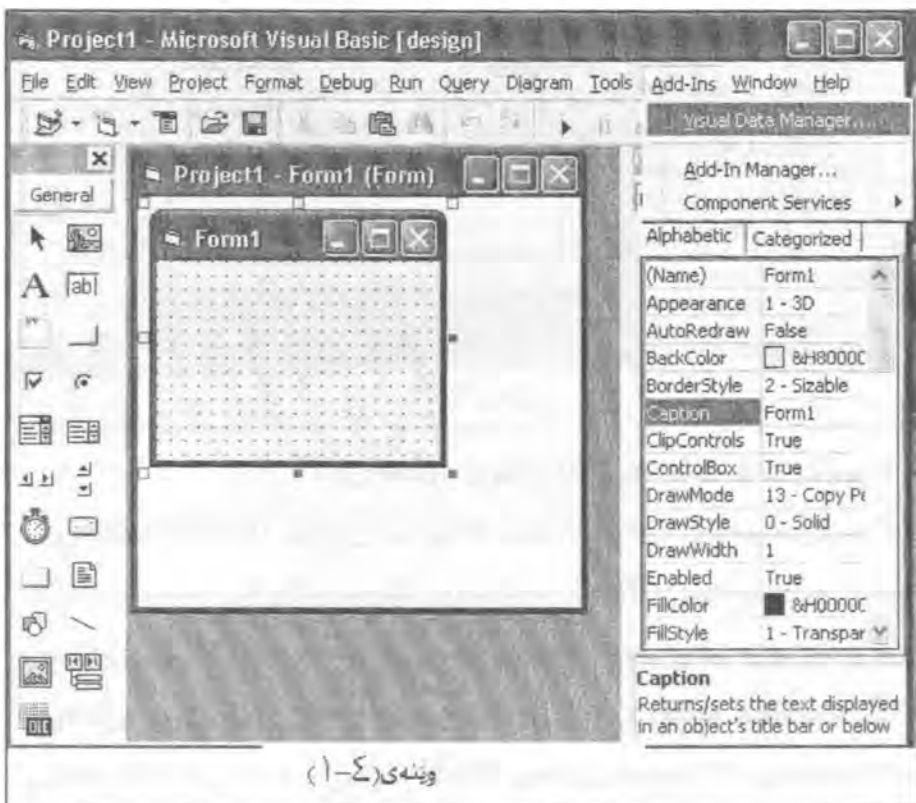 Project1 - Microsoft Visual Basic [design]
File Edit View Project Format Debug Run Query Diagram Tools Add-Ins Window Help
Visual Data Manager...
Add-In Manager...
Component Services
General
Project1 - Form1 (Form)
Form1
A ab
Alphabetic Categorized
(Name) Form1
Appearance 1 - 3D
AutoRedraw False
BackColor &H8000C
BorderStyle 2 - Sizable
Caption Form1
ClipControls True
ControlBox True
DrawMode 13 - Copy Pe
DrawStyle 0 - Solid
DrawWidth 1
Enabled True
FillColor &H0000C
FillStyle 1 - Transpar
Caption
Returns/sets the text displayed
in an object's title bar or below
OLE
وێنەی(٤-١)